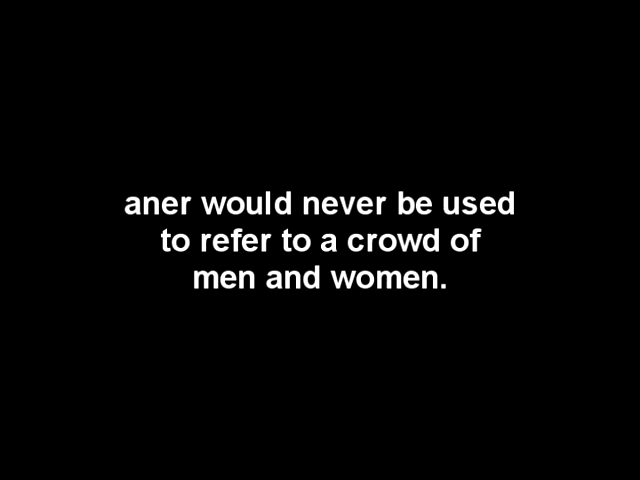 aner would never be used
to refer to a crowd of
men and women.